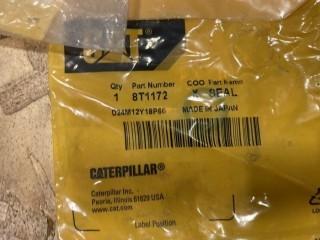 CAT®
Qty Part Number COO Part Name
1 8T1172 X SEAL
MADE IN JAPAN
CATERPILLAR®
Caterpillar Inc.
Peoria, Illinois 61629 USA
www.cat.com
Label Position